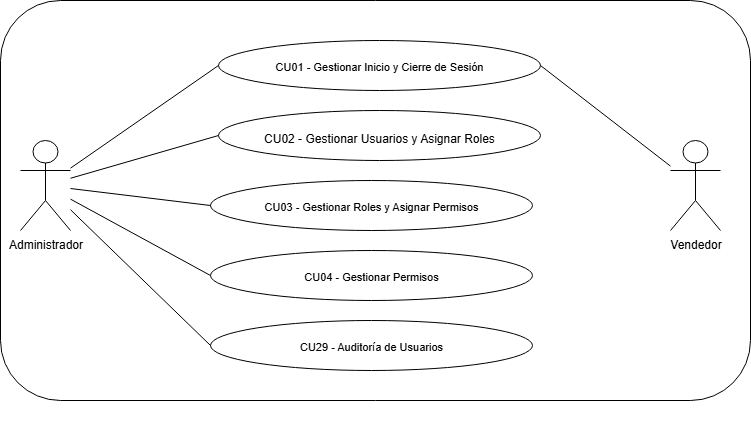 CU01 - Gestionar Inicio y Cierre de Sesión
CU02 - Gestionar Usuarios y Asignar Roles
CU03 - Gestionar Roles y Asignar Permisos
Administrador
Vendedor
CU04 - Gestionar Permisos
CU29 - Auditoría de Usuarios